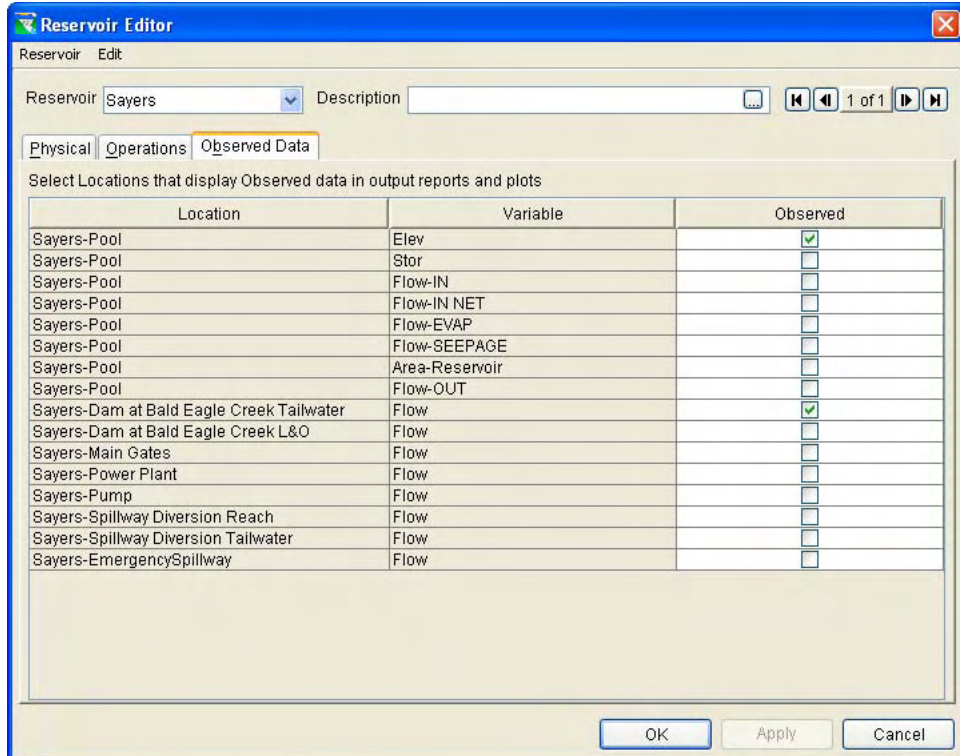 Reservoir Editor
Reservoir Edit
Reservoir Sayers Description ... 1 of 1
Physical Operations Observed Data
Select Locations that display Observed data in output reports and plots
Location Variable Observed
Sayers-Pool Elev
Sayers-Pool Stor
Sayers-Pool Flow-IN
Sayers-Pool Flow-IN NET
Sayers-Pool Flow-EVAP
Sayers-Pool Flow-SEEPAGE
Sayers-Pool Area-Reservoir
Sayers-Pool Flow-OUT
Sayers-Dam at Bald Eagle Creek Tailwater Flow
Sayers-Dam at Bald Eagle Creek L&O Flow
Sayers-Main Gates Flow
Sayers-Power Plant Flow
Sayers-Pump Flow
Sayers-Spillway Diversion Reach Flow
Sayers-Spillway Diversion Tailwater Flow
Sayers-EmergencySpillway Flow
OK Apply Cancel